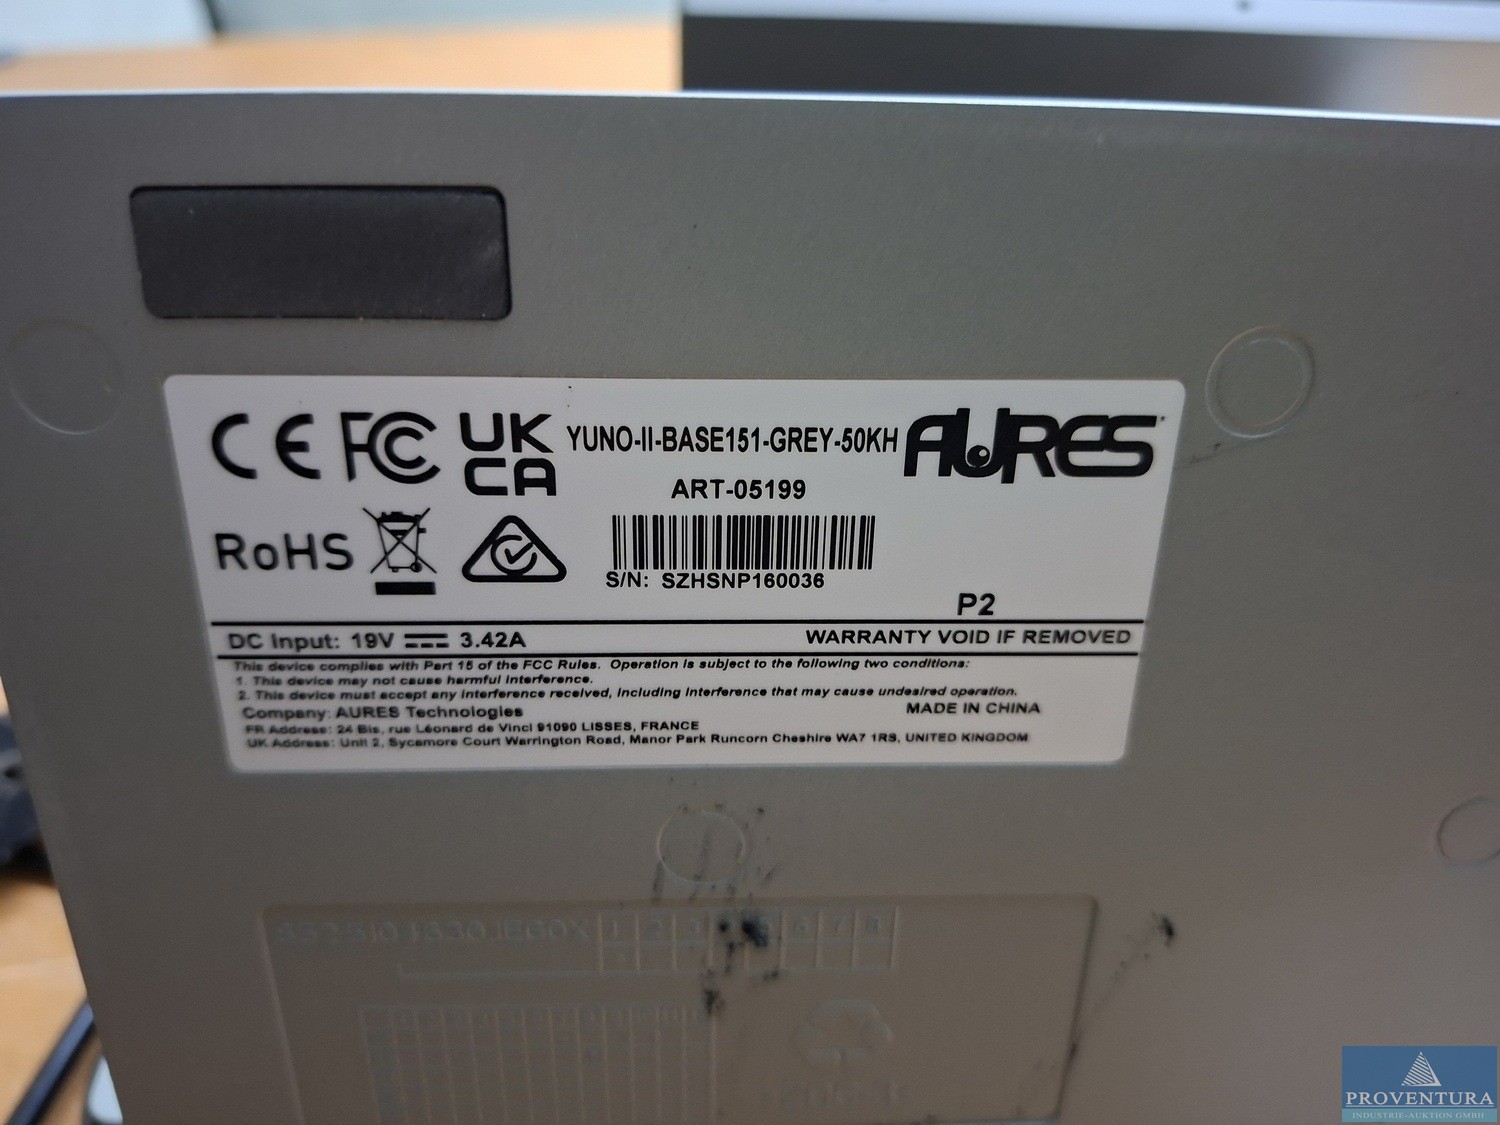 CE FC UK CA YUNO-II-BASE151-GREY-50KH AURES
ART-05199
RoHS
S/N: SZHSNP160036
P2
DC Input: 19V 3.42A WARRANTY VOID IF REMOVED
This device complies with Part 15 of the FCC Rules. Operation is subject to the following two conditions:
1. This device may not cause harmful interference.
2. This device must accept any interference received, including interference that may cause undesired operation.
Company: AURES Technologies MADE IN CHINA
FR Address: 24 Bis, rue Léonard de Vinci 91090 LISSES, FRANCE
UK Address: Unit 2, Sycamore Court Warrington Road, Manor Park Runcorn Cheshire WA7 1RS, UNITED KINGDOM
1 2 3
PROVENTURA
INDUSTRIE-AUKTION GMBH